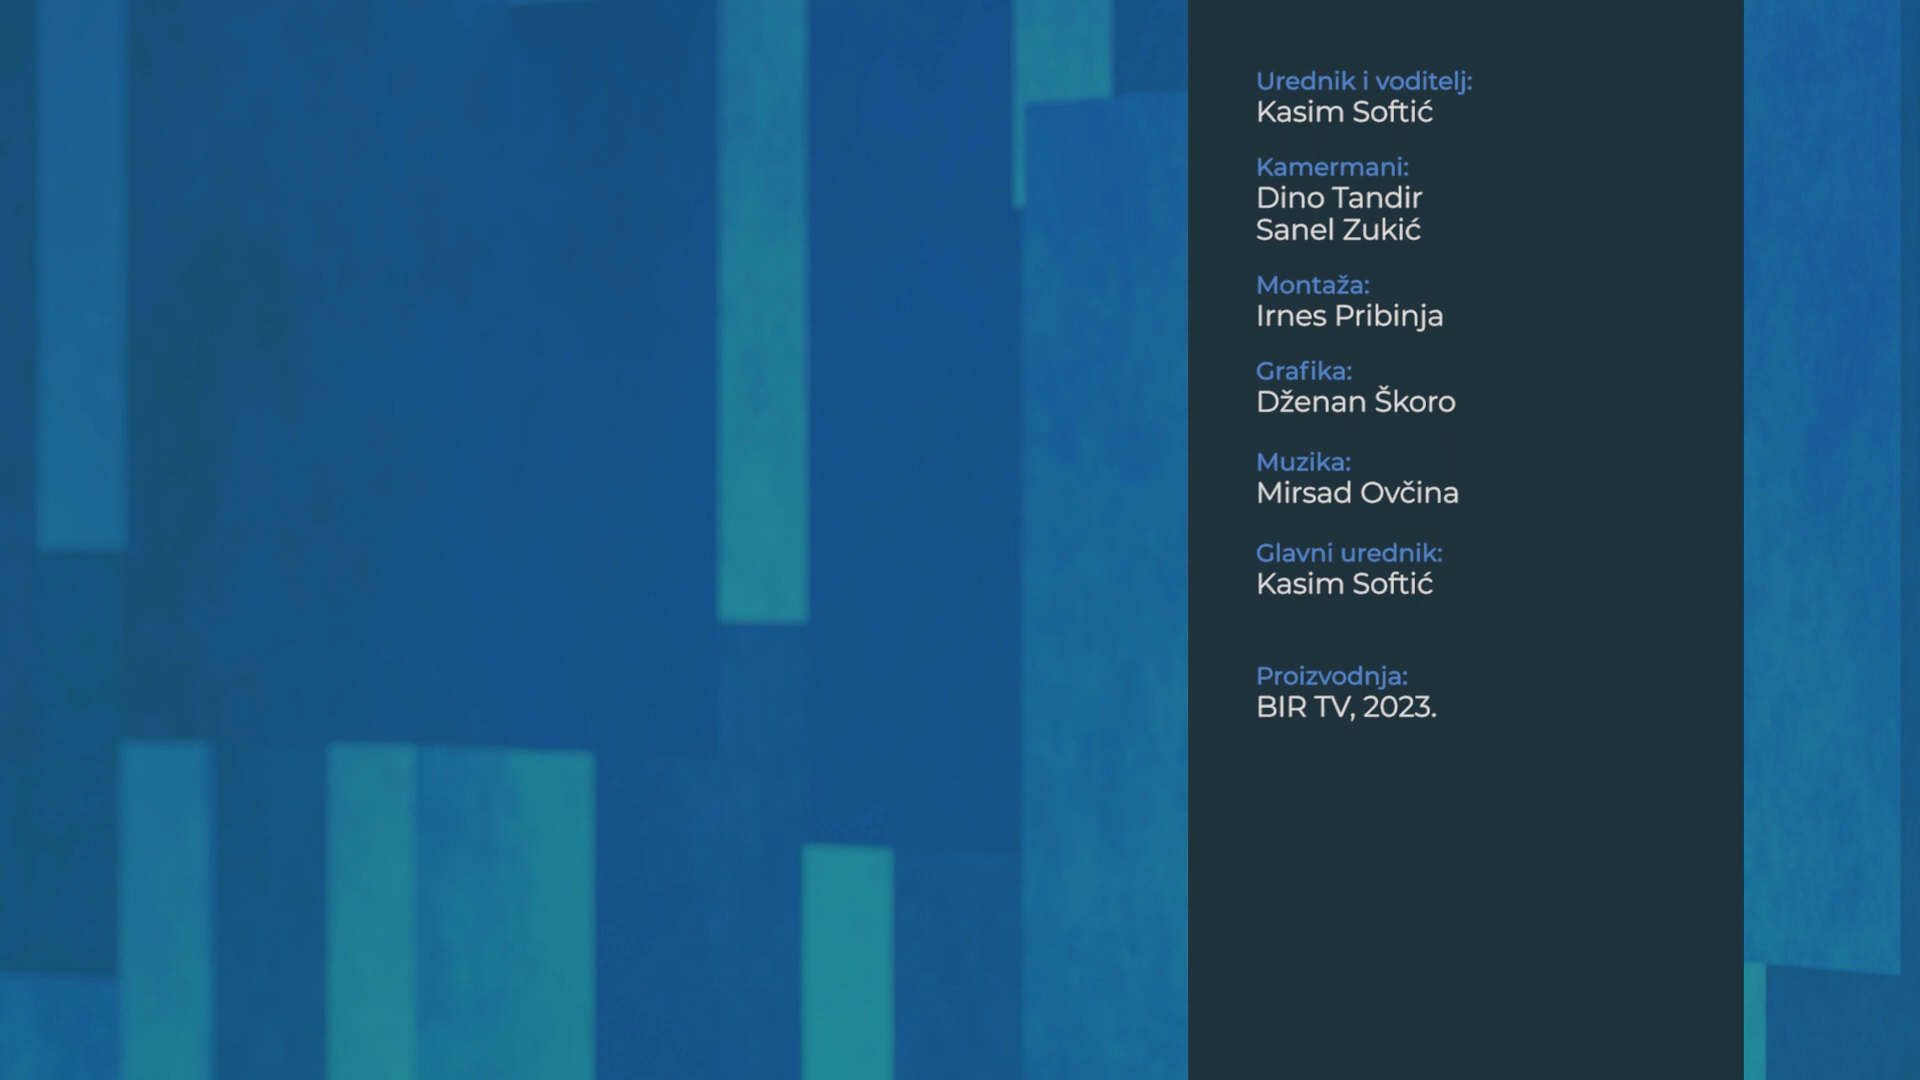 Urednik i voditelj:
Kasim Softić
Kamermani:
Dino Tandir
Sanel Zukić
Montaža:
Irnes Pribinja
Grafika:
Dženan Škoro
Muzika:
Mirsad Ovčina
Glavni urednik:
Kasim Softić
Proizvodnja:
BIR TV, 2023.